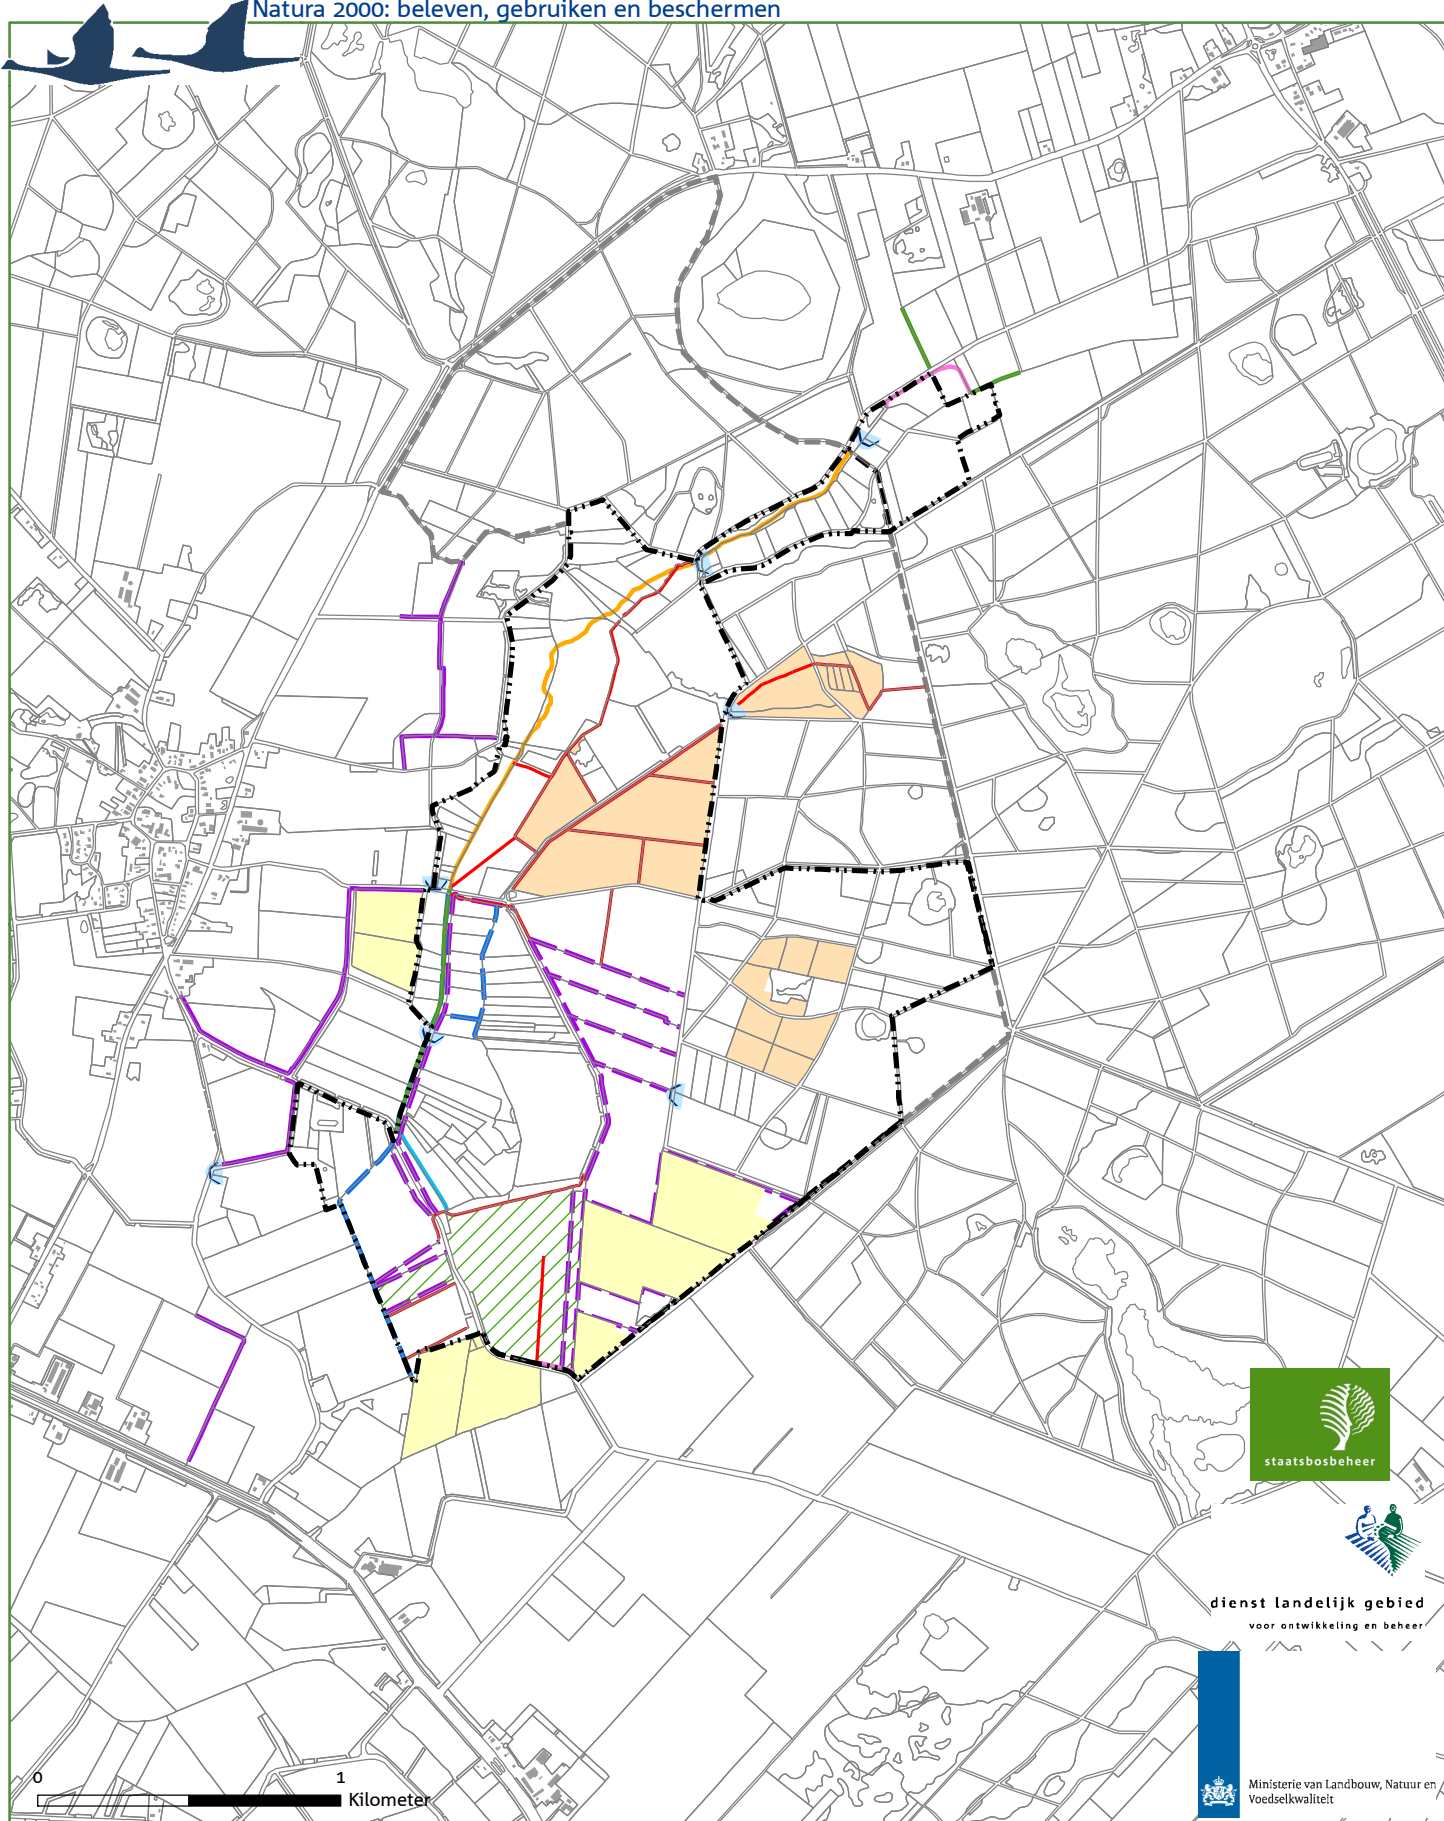 Natura 2000: beleven, gebruiken en beschermen
staatsbosbeheer
dienst landelijk gebied
voor ontwikkeling en beheer
0 1
Kilometer
Ministerie van Landbouw, Natuur en
Voedselkwaliteit